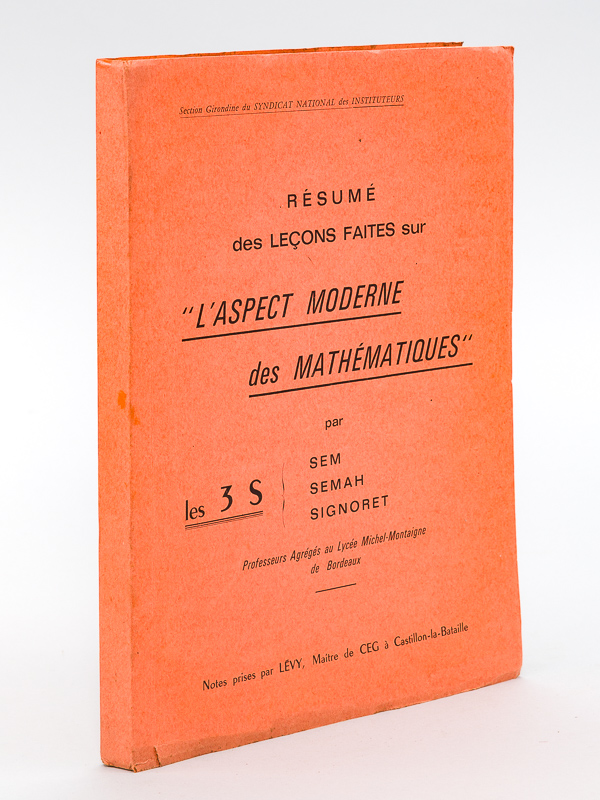 Section Girondine du SYNDICAT NATIONAL des INSTITUTEURS
RÉSUMÉ
des LEÇONS FAITES sur
"L'ASPECT MODERNE
des MATHÉMATIQUES"
par
les 3 S
SEM
SEMAH
SIGNORET
Professeurs Agrégés au Lycée Michel-Montaigne
de Bordeaux
Notes prises par LÉVY, Maître de CEG à Castillon-la-Bataille